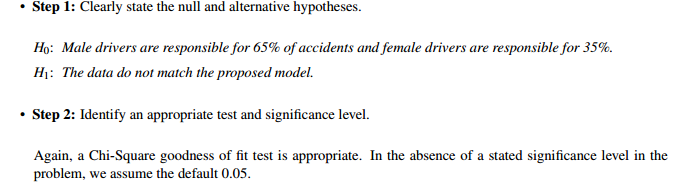 • Step 1: Clearly state the null and alternative hypotheses.
H0: Male drivers are responsible for 65% of accidents and female drivers are responsible for 35%.
H1: The data do not match the proposed model.
• Step 2: Identify an appropriate test and significance level.
Again, a Chi-Square goodness of fit test is appropriate. In the absence of a stated significance level in the
problem, we assume the default 0.05.